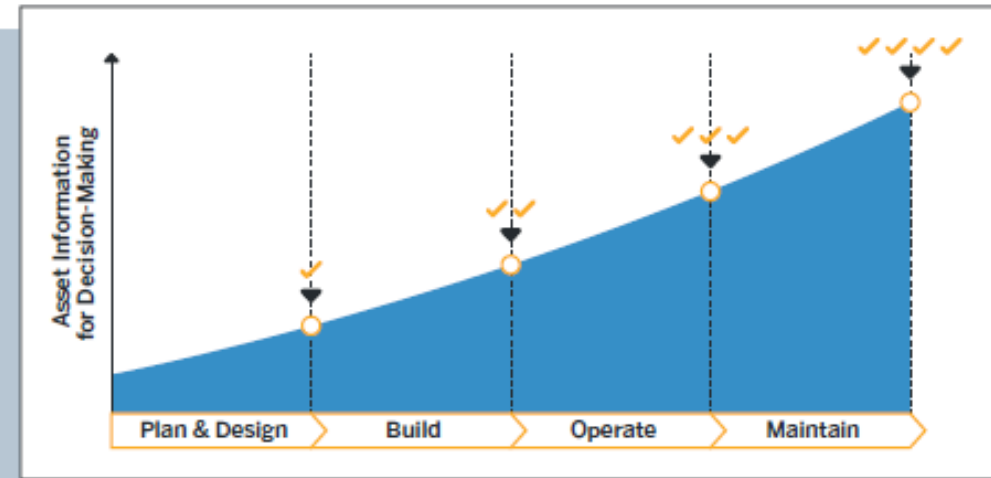 Asset Information
for Decision-Making
Plan & Design
Build
Operate
Maintain